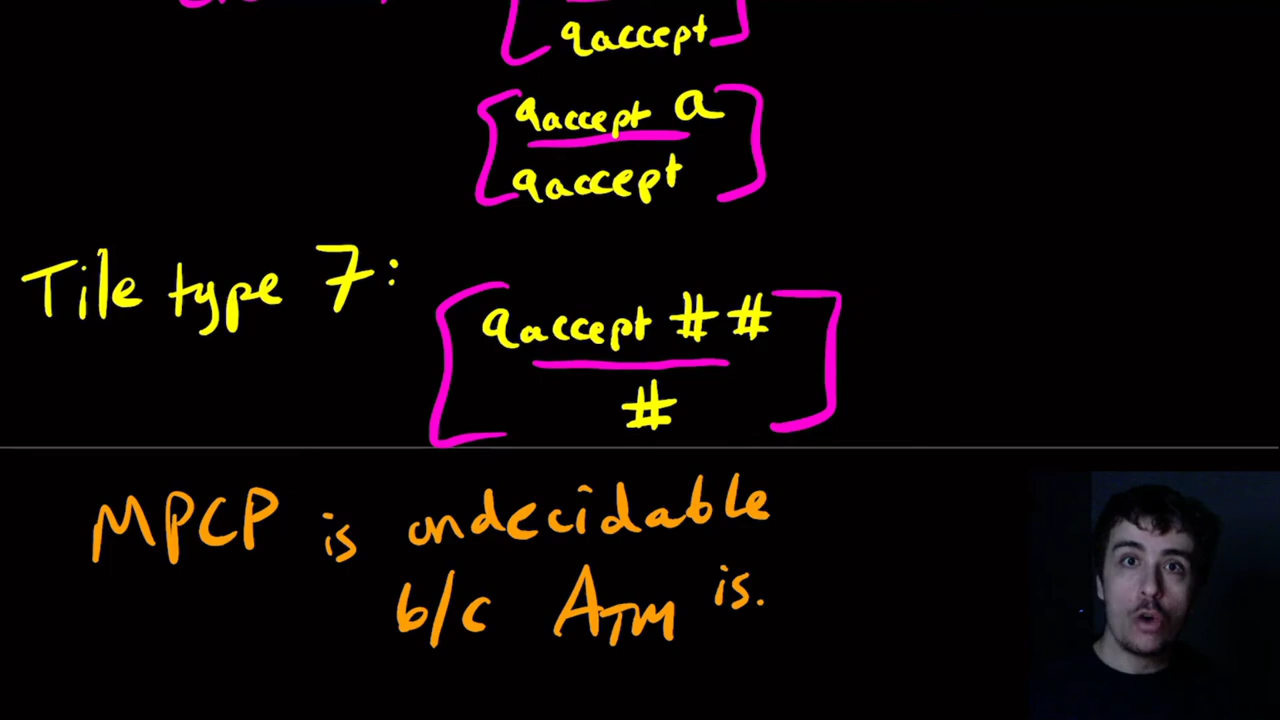 qaccept
qaccept a
qaccept
Tile type 7:
qaccept # #
#
MPCP is undecidable
b/c ATM is.